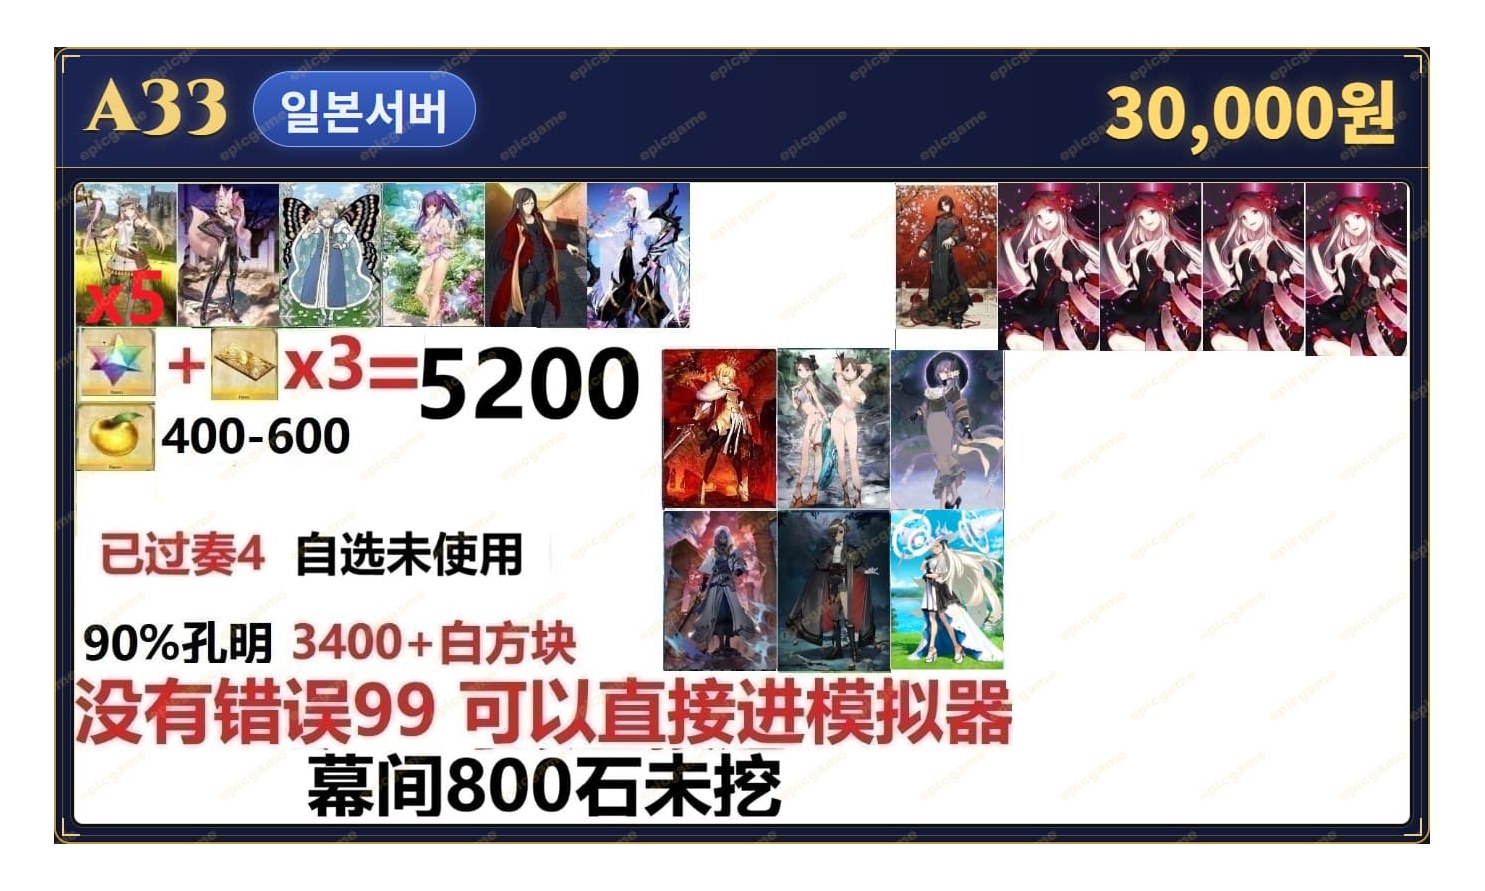 A33 일본서버 30,000원
x5
+ x3=5200
400-600
已过奏4 自选未使用
90%孔明 3400+白方块
没有错误99 可以直接进模拟器
幕间800石未挖
epicgame